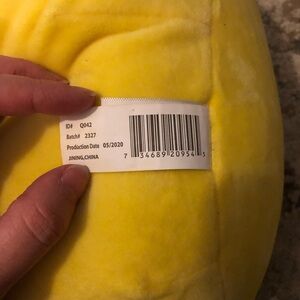 ID# Q042
Batch# 2327
Production Date 05/2020
JINING,CHINA
7 34689 20954 5